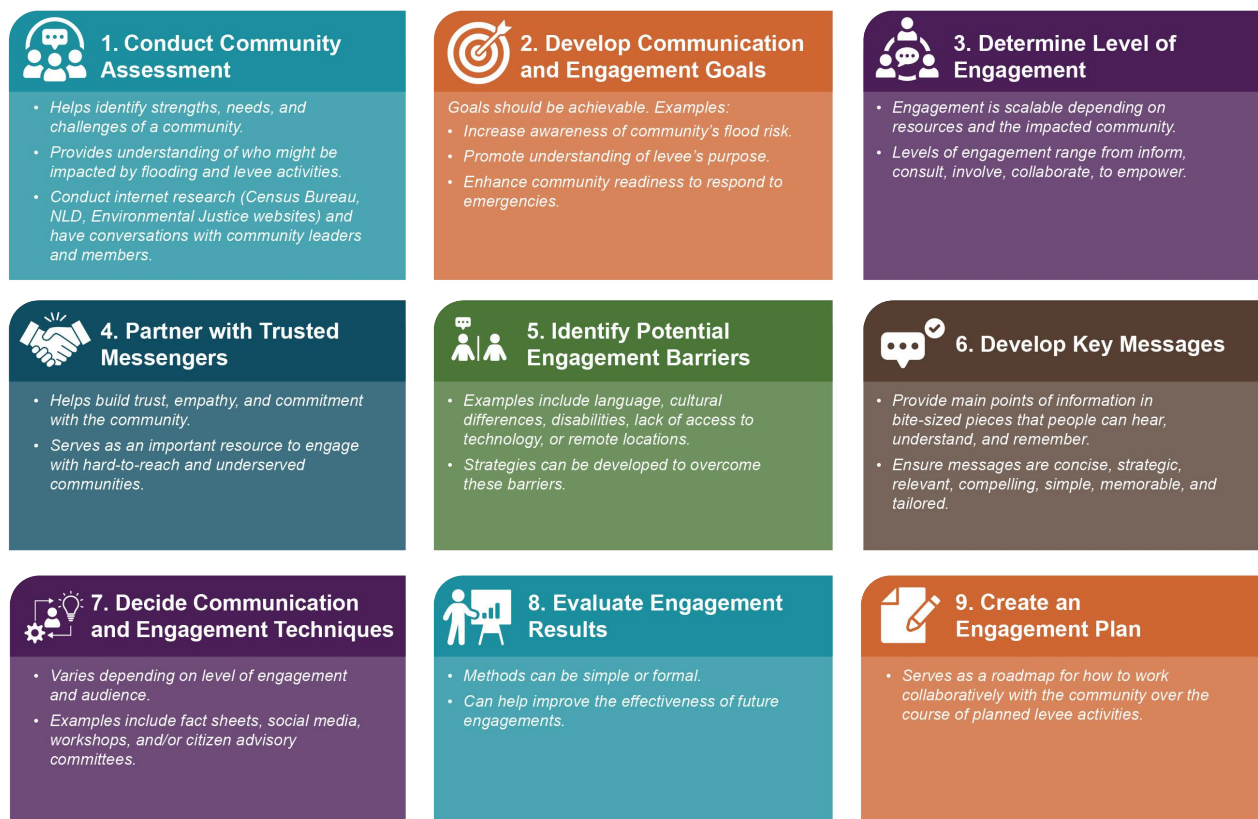 1. Conduct Community
Assessment
• Helps identify strengths, needs, and
challenges of a community.
• Provides understanding of who might be
impacted by flooding and levee activities.
• Conduct internet research (Census Bureau,
NLD, Environmental Justice websites) and
have conversations with community leaders
and members.
2. Develop Communication
and Engagement Goals
Goals should be achievable. Examples:
• Increase awareness of community's flood risk.
• Promote understanding of levee's purpose.
• Enhance community readiness to respond to
emergencies.
3. Determine Level of
Engagement
• Engagement is scalable depending on
resources and the impacted community.
• Levels of engagement range from inform,
consult, involve, collaborate, to empower.
4. Partner with Trusted
Messengers
• Helps build trust, empathy, and commitment
with the community.
• Serves as an important resource to engage
with hard-to-reach and underserved
communities.
5. Identify Potential
Engagement Barriers
• Examples include language, cultural
differences, disabilities, lack of access to
technology, or remote locations.
• Strategies can be developed to overcome
these barriers.
6. Develop Key Messages
• Provide main points of information in
bite-sized pieces that people can hear,
understand, and remember.
• Ensure messages are concise, strategic,
relevant, compelling, simple, memorable, and
tailored.
7. Decide Communication
and Engagement Techniques
• Varies depending on level of engagement
and audience.
• Examples include fact sheets, social media,
workshops, and/or citizen advisory
committees.
8. Evaluate Engagement
Results
• Methods can be simple or formal.
• Can help improve the effectiveness of future
engagements.
9. Create an
Engagement Plan
• Serves as a roadmap for how to work
collaboratively with the community over the
course of planned levee activities.